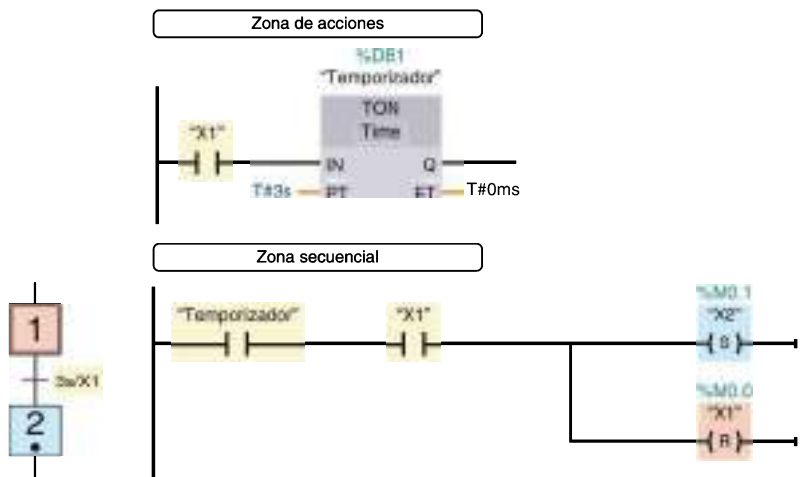 Zona de acciones
%DB1
"Temporizador"
TON
Time
"X1"
IN
Q
T#3s
PT
ET
T#0ms
Zona secuencial
1
3s/X1
2
"Temporizador"
"X1"
%M0.1
"X2"
S
%M0.0
"X1"
R